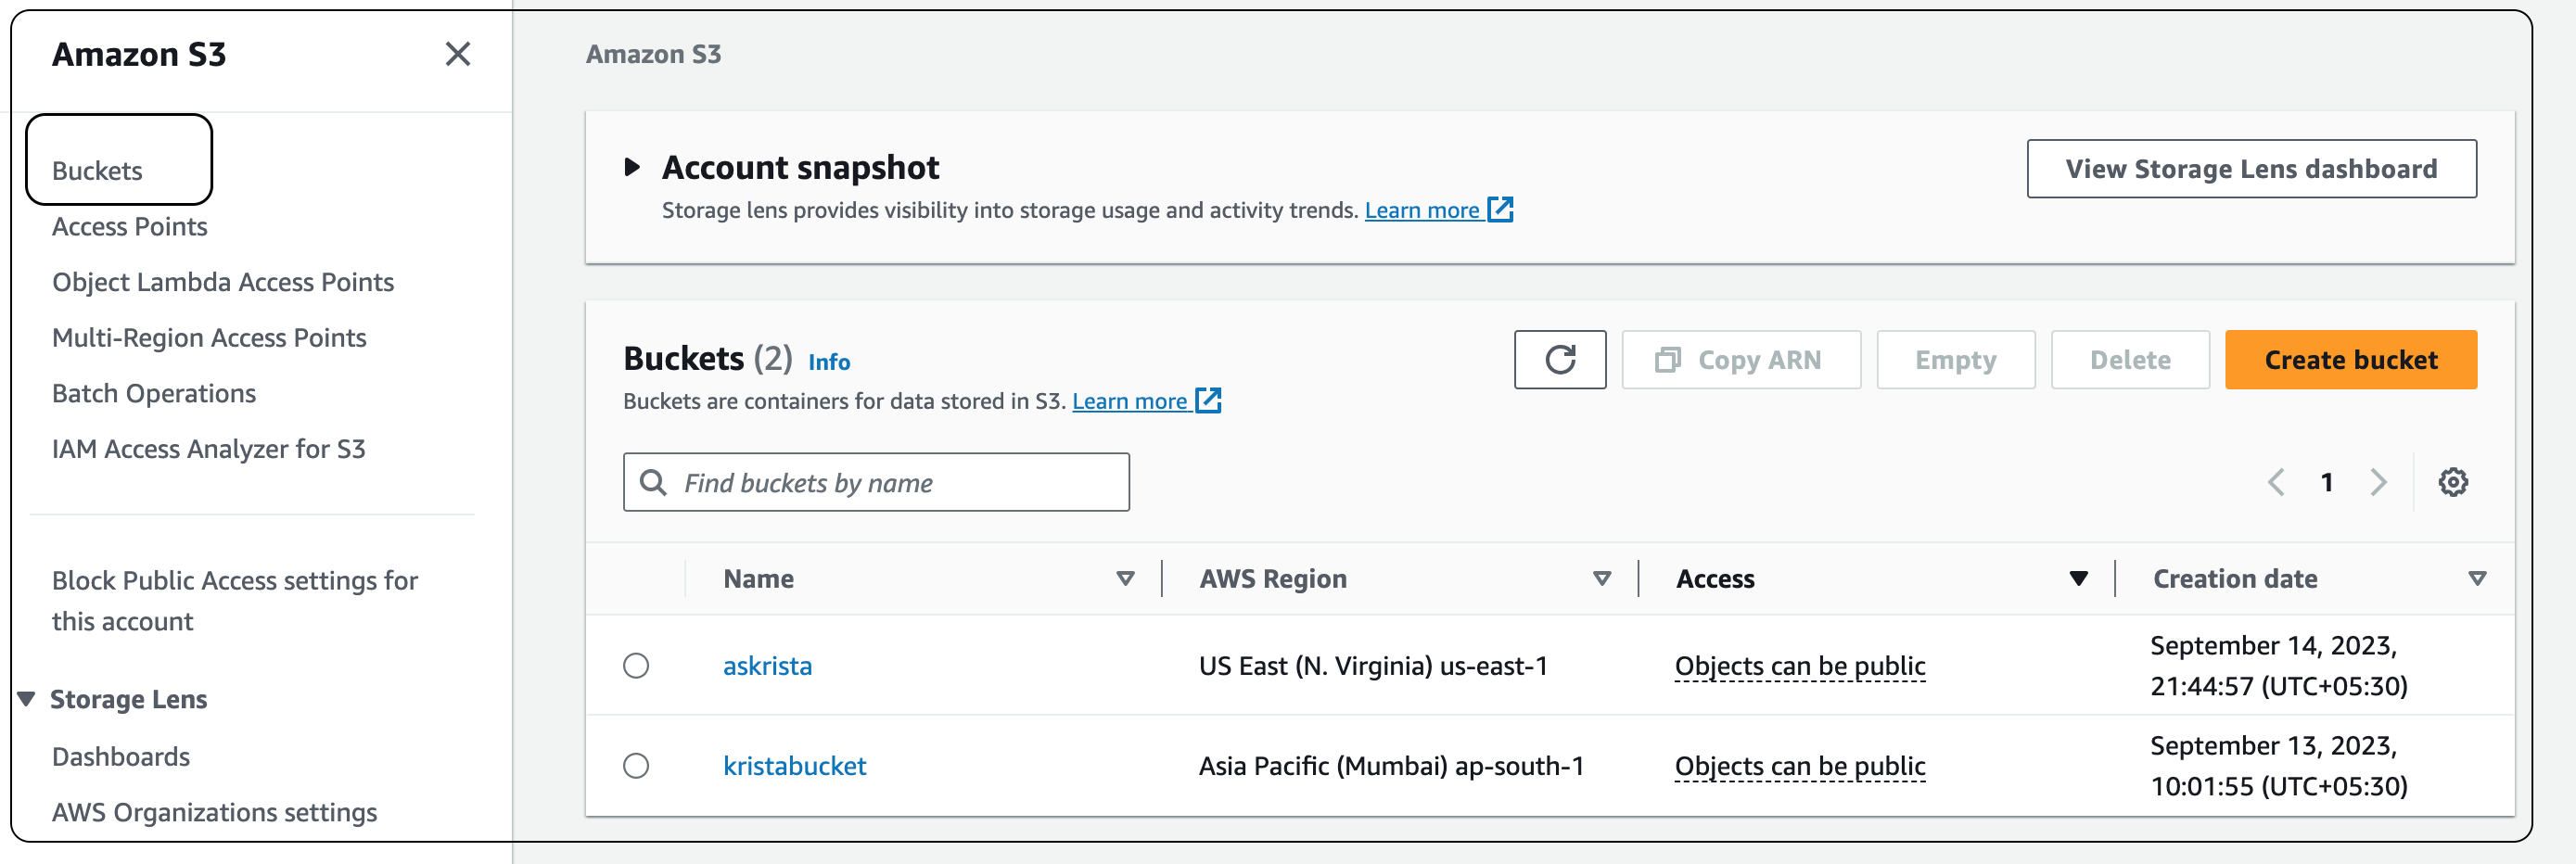 Amazon S3
Buckets
Access Points
Object Lambda Access Points
Multi-Region Access Points
Batch Operations
IAM Access Analyzer for S3
Block Public Access settings for
this account
Storage Lens
Dashboards
AWS Organizations settings
Amazon S3
Account snapshot
View Storage Lens dashboard
Storage lens provides visibility into storage usage and activity trends. Learn more
Buckets (2) Info
Copy ARN Empty Delete Create bucket
Buckets are containers for data stored in S3. Learn more
Find buckets by name
1
Name AWS Region Access Creation date
askrista US East (N. Virginia) us-east-1 Objects can be public September 14, 2023,
21:44:57 (UTC+05:30)
kristabucket Asia Pacific (Mumbai) ap-south-1 Objects can be public September 13, 2023,
10:01:55 (UTC+05:30)